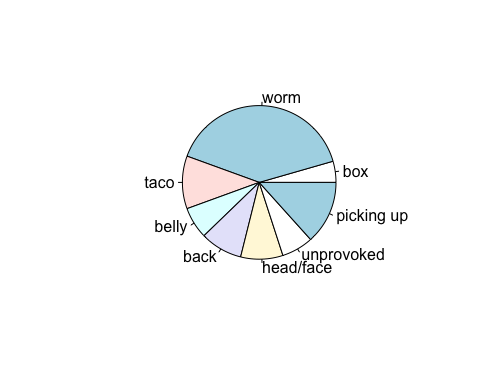 worm
box
taco
picking up
belly
unprovoked
back
head/face